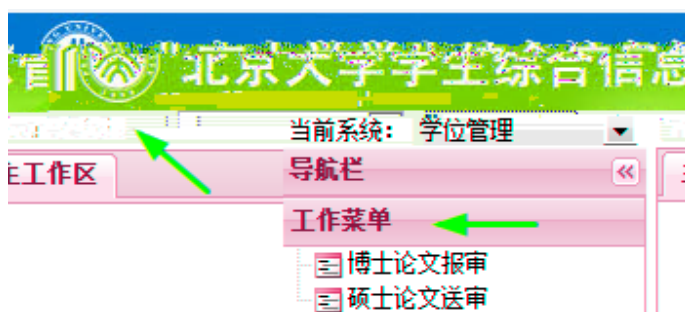 北京大学学生综合信息
当前系统： 学位管理
主工作区
导航栏
工作菜单
博士论文报审
硕士论文送审